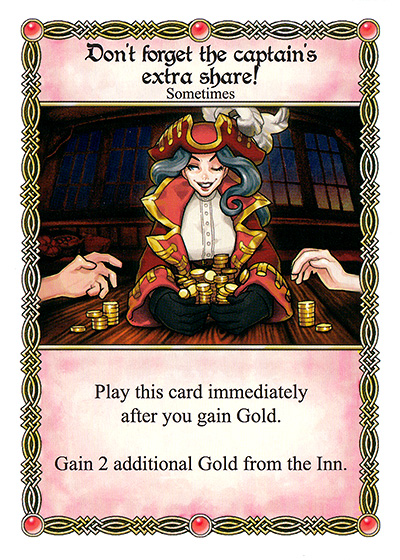 Don't forget the captain's
extra share!
Sometimes
Play this card immediately
after you gain Gold.
Gain 2 additional Gold from the Inn.